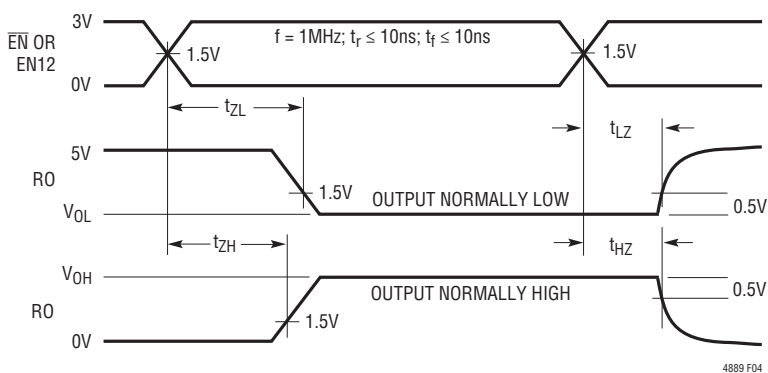 3V
EN OR
EN12
0V
1.5V
f = 1MHz; tr ≤ 10ns; tf ≤ 10ns
1.5V
tZL
tLZ
5V
RO
VOL
1.5V
OUTPUT NORMALLY LOW
0.5V
tZH
tHZ
VOH
RO
0V
1.5V
OUTPUT NORMALLY HIGH
0.5V
4889 F04